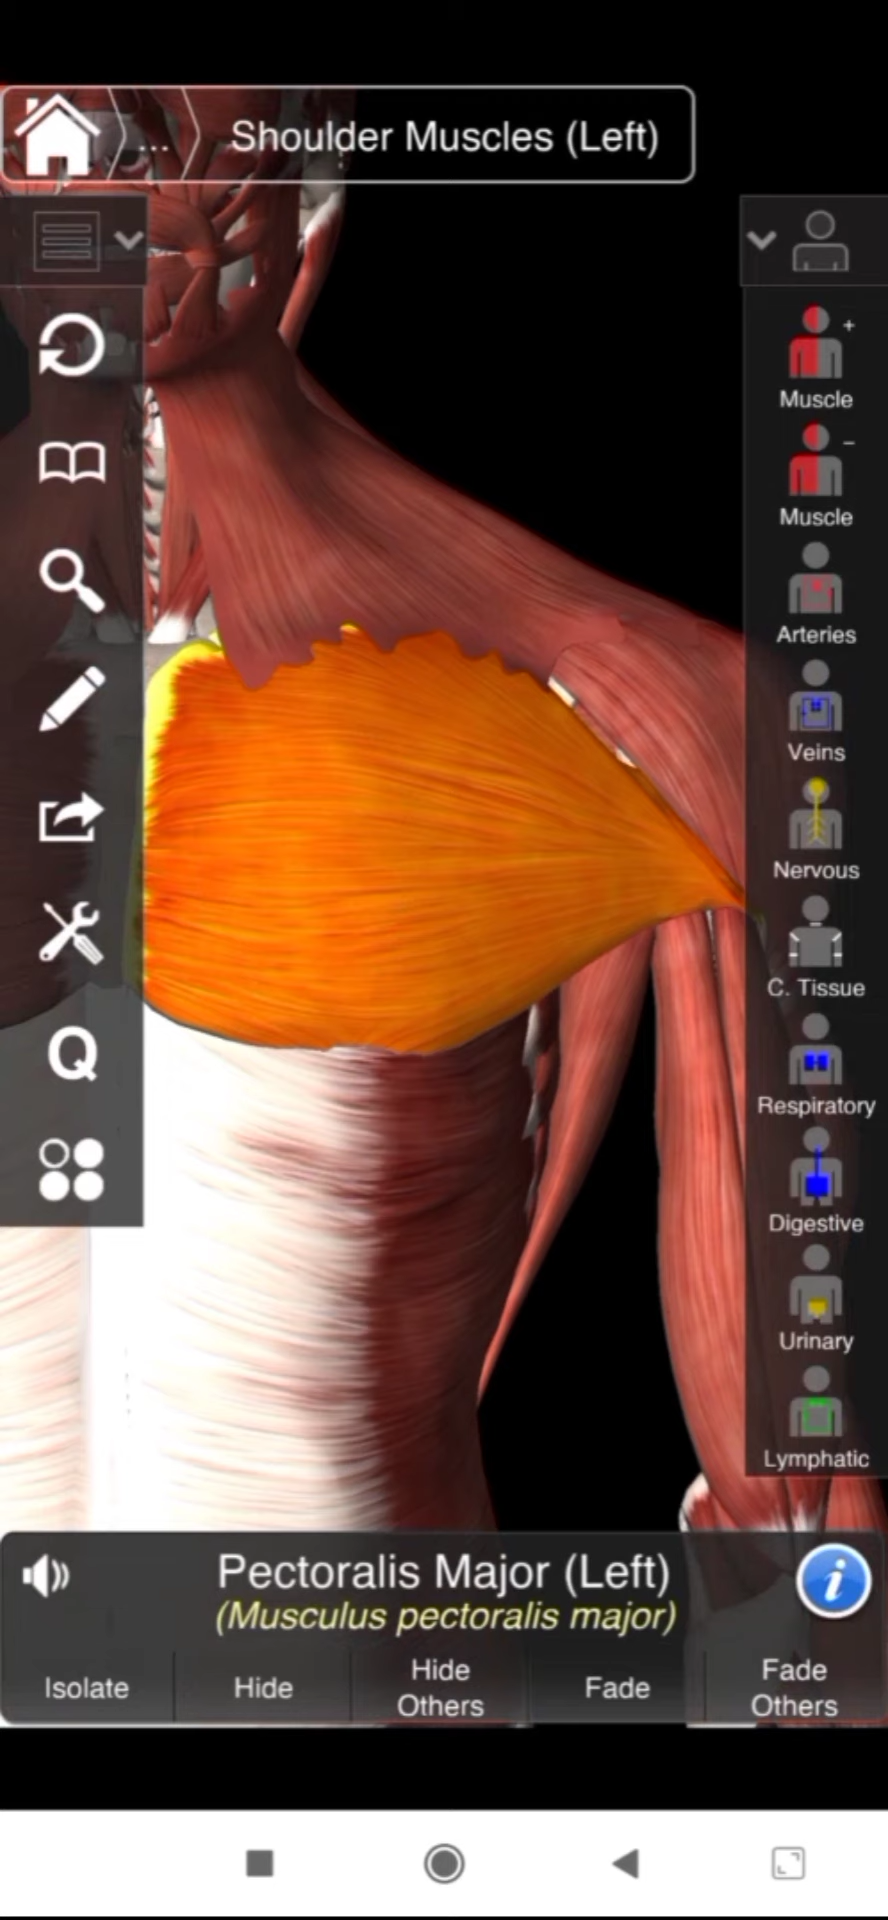 ... Shoulder Muscles (Left)
+
Muscle
−
Muscle
Arteries
Veins
Nervous
C. Tissue
Respiratory
Q
Digestive
Urinary
Lymphatic
Pectoralis Major (Left)
i
(Musculus pectoralis major)
Isolate
Hide
Hide
Others
Fade
Fade
Others